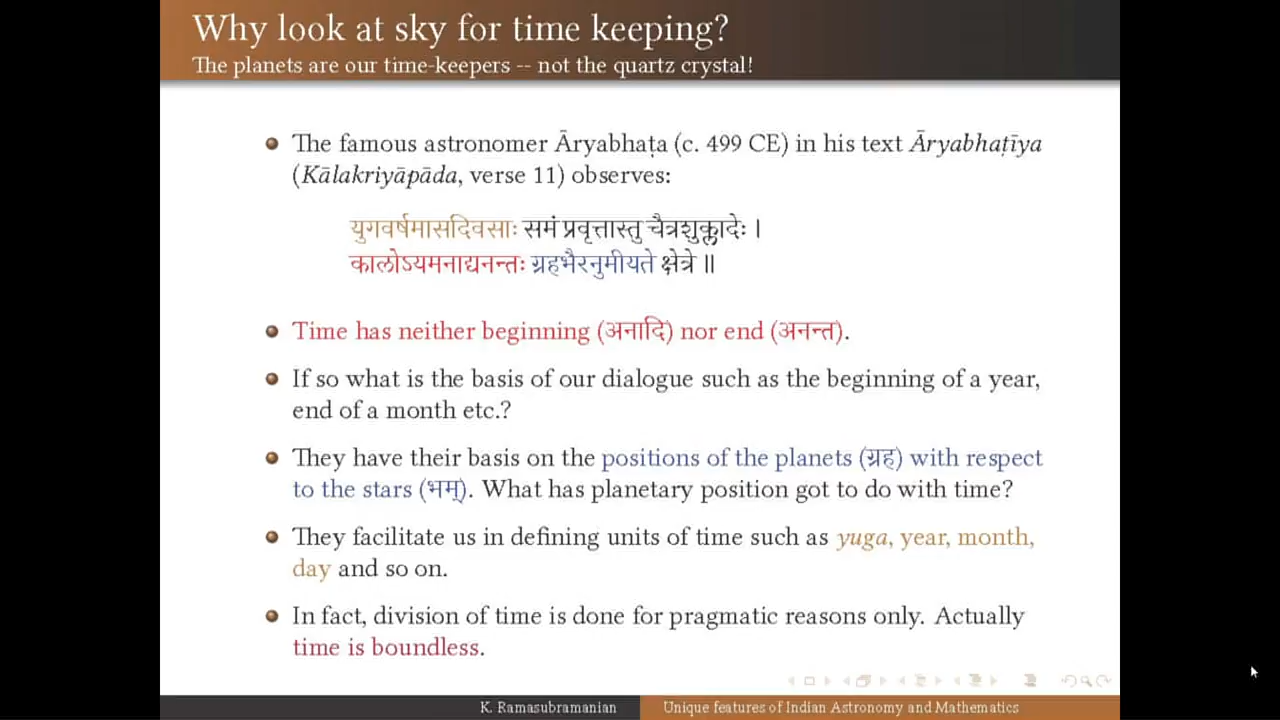 Why look at sky for time keeping?
The planets are our time-keepers -- not the quartz crystal!
The famous astronomer Āryabhaṭa (c. 499 CE) in his text Āryabhaṭīya
(Kālakriyāpāda, verse 11) observes:
युगवर्षमासदिवसाः समं प्रवृत्तास्तु चैत्रशुक्लादेः ।
कालोऽयमनाद्यनन्तः ग्रहभैरनुमीयते क्षेत्रे ॥
Time has neither beginning (अनादि) nor end (अनन्त).
If so what is the basis of our dialogue such as the beginning of a year,
end of a month etc.?
They have their basis on the positions of the planets (ग्रह) with respect
to the stars (भम्). What has planetary position got to do with time?
They facilitate us in defining units of time such as yuga, year, month,
day and so on.
In fact, division of time is done for pragmatic reasons only. Actually
time is boundless.
K. Ramasubramanian Unique features of Indian Astronomy and Mathematics